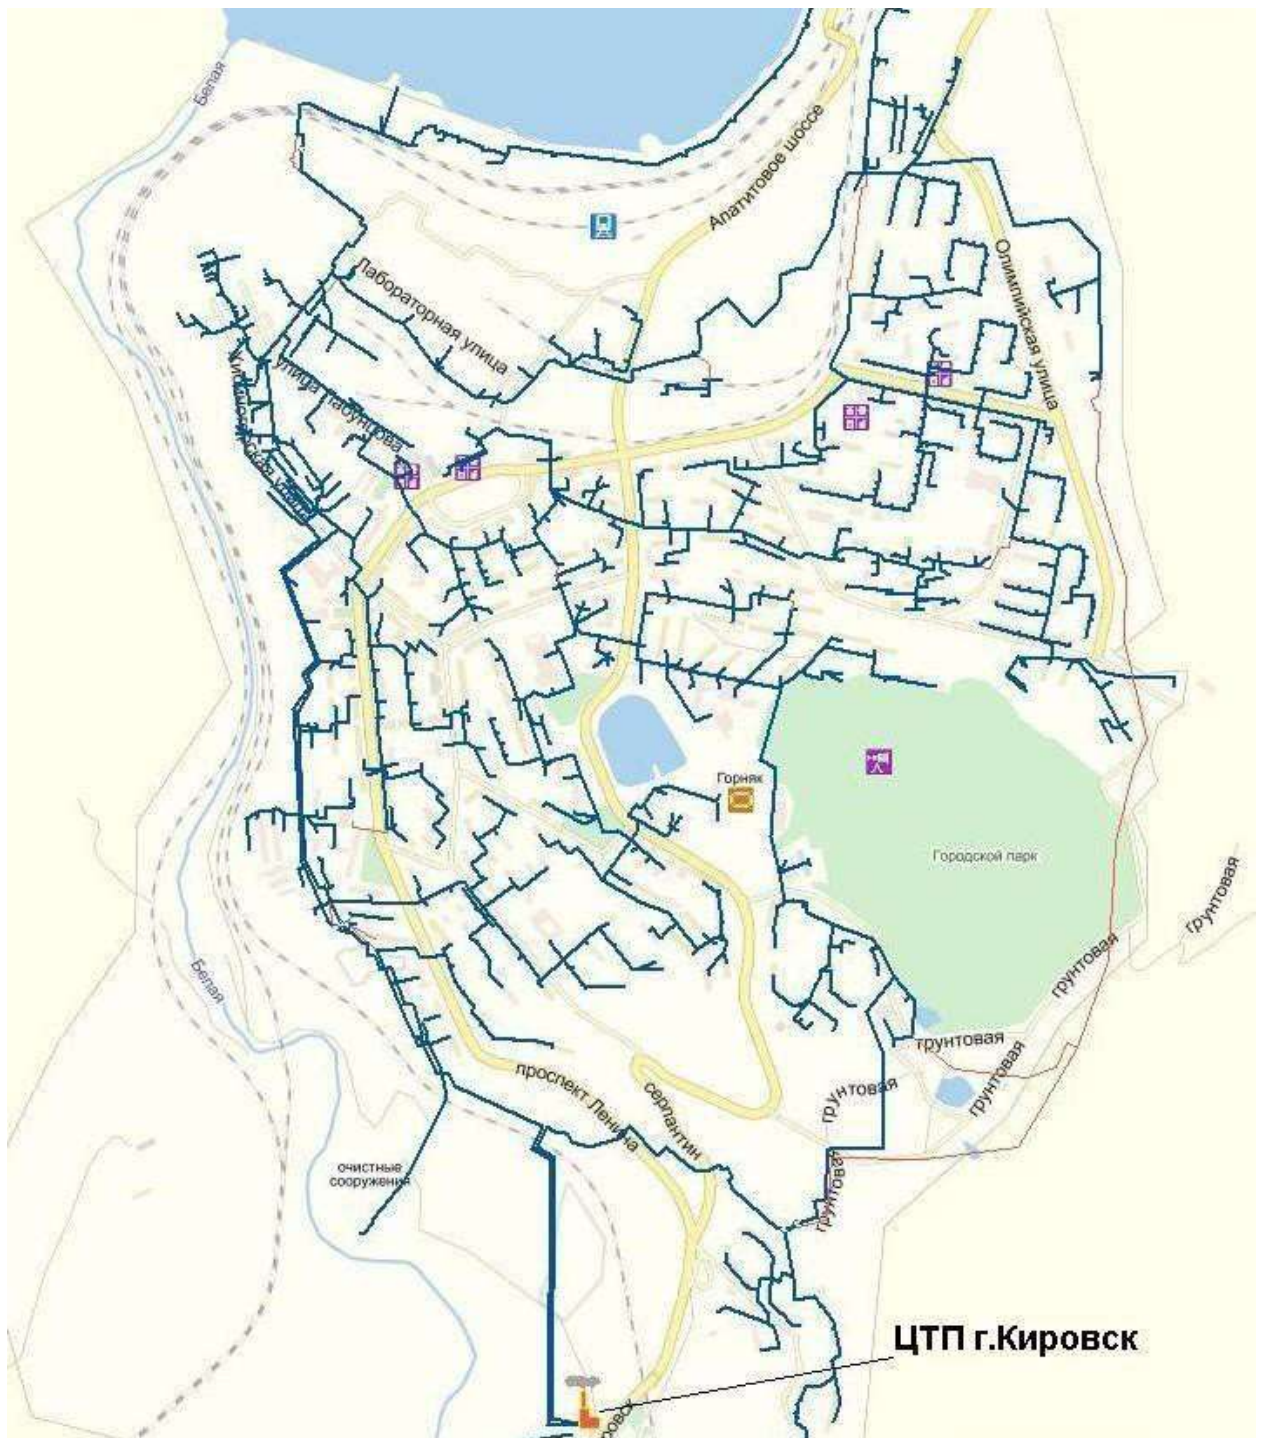 Белая
Апатитовое шоссе
Олимпийская улица
Лабораторная улица
улица Лабунцова
Горняк
Городской парк
грунтовая
грунтовая
Белая
грунтовая
грунтовая
грунтовая
проспект Ленина
серпантин
очистные
сооружения
грунтовая
ЦТП г.Кировск